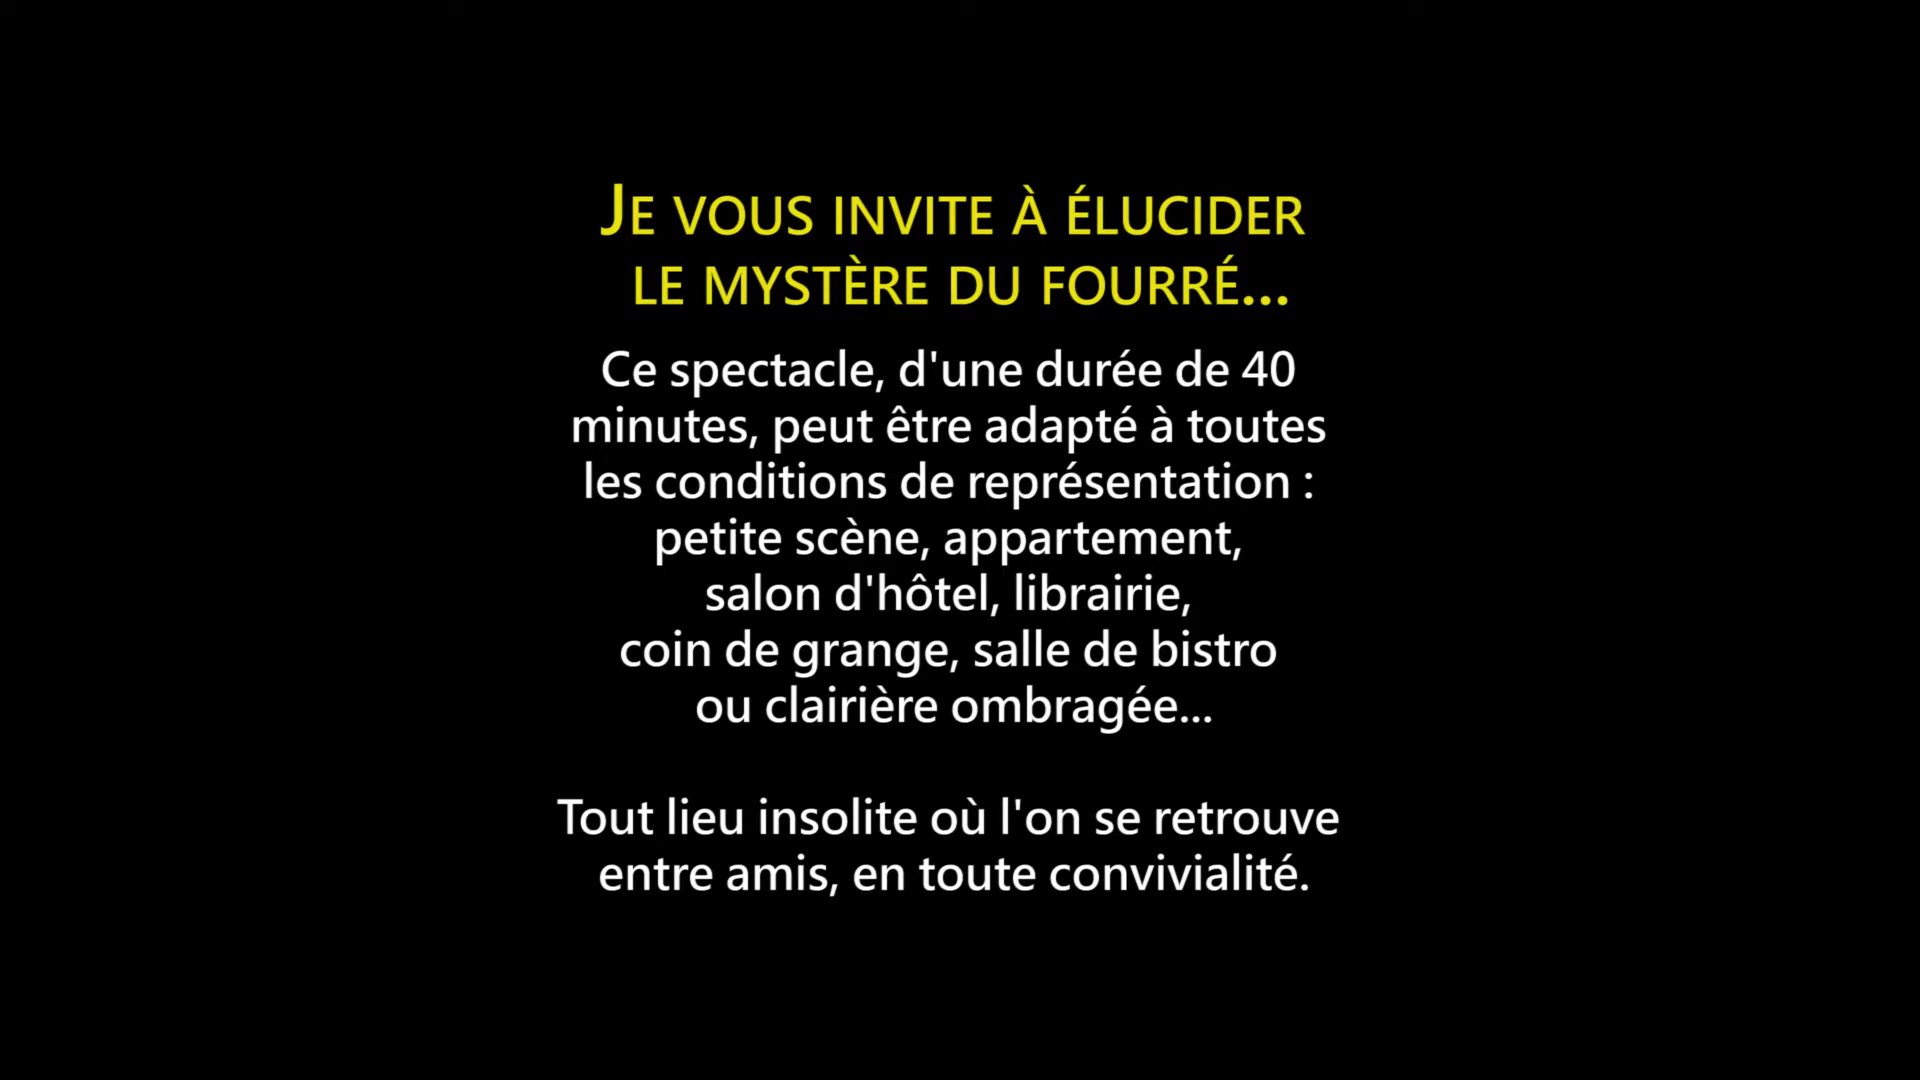 JE VOUS INVITE À ÉLUCIDER
LE MYSTÈRE DU FOURRÉ...
Ce spectacle, d'une durée de 40
minutes, peut être adapté à toutes
les conditions de représentation :
petite scène, appartement,
salon d'hôtel, librairie,
coin de grange, salle de bistro
ou clairière ombragée...
Tout lieu insolite où l'on se retrouve
entre amis, en toute convivialité.